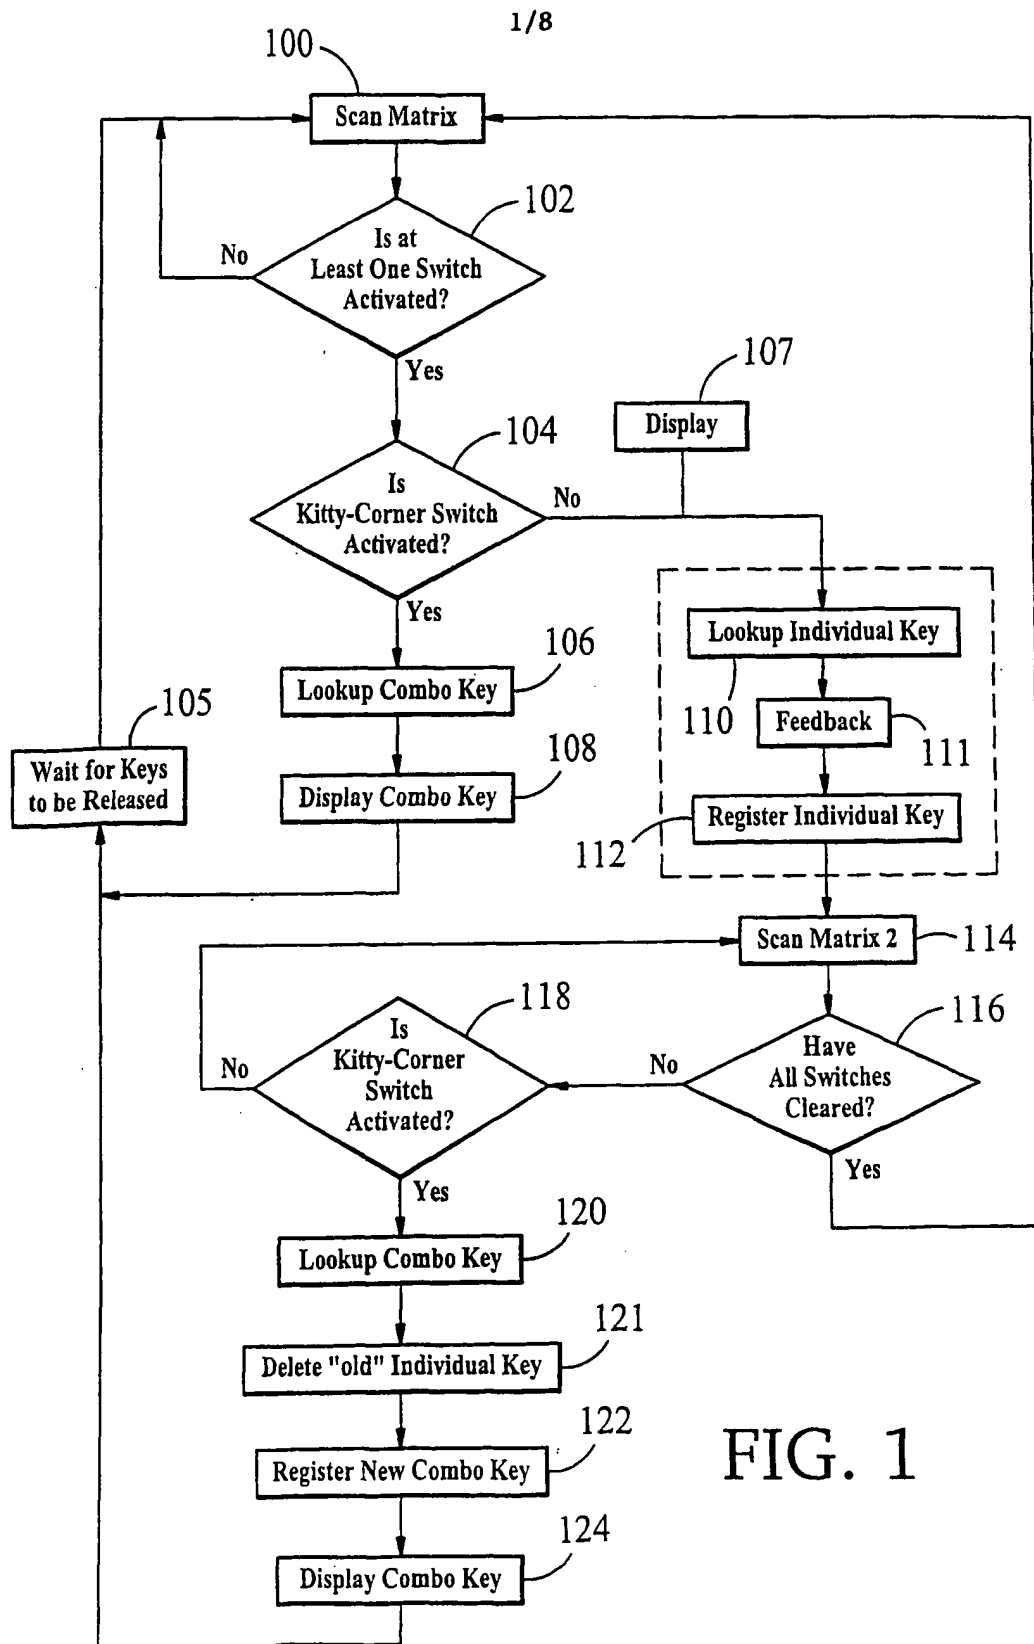 1/8
100
Scan Matrix
102
Is at
Least One Switch
Activated?
No
Yes
107
Display
104
Is
Kitty-Corner Switch
Activated?
No
Yes
106
Lookup Combo Key
Lookup Individual Key
110
105
Wait for Keys
to be Released
108
Display Combo Key
Feedback
111
Register Individual Key
112
Scan Matrix 2
114
118
Is
Kitty-Corner
Switch
Activated?
No
Yes
116
Have
All Switches
Cleared?
No
Yes
120
Lookup Combo Key
121
Delete "old" Individual Key
122
Register New Combo Key
124
Display Combo Key
FIG. 1